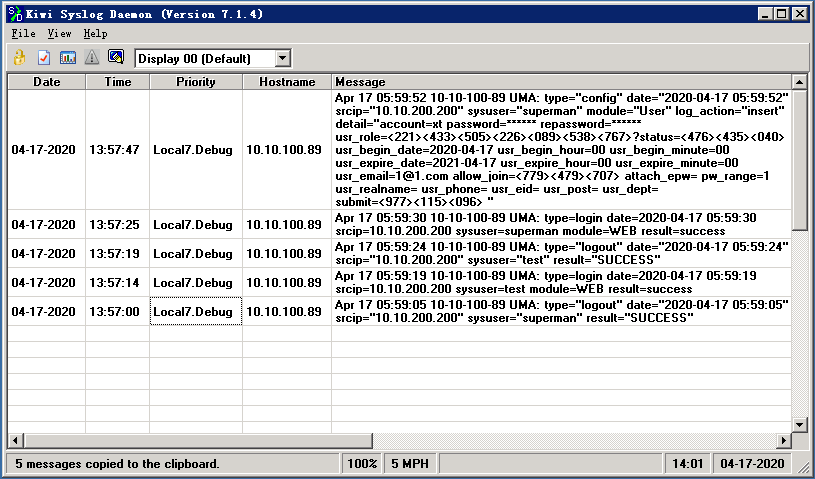 Kiwi Syslog Daemon (Version 7.1.4)
File View Help
Display 00 (Default)
Date Time Priority Hostname Message
04-17-2020 13:57:47 Local7.Debug 10.10.100.89
Apr 17 05:59:52 10-10-100-89 UMA: type="config" date="2020-04-17 05:59:52"
srcip="10.10.200.200" sysuser="superman" module="User" log_action="insert"
detail="account=xt password=****** repassword=******
usr_role=<221><433><505><226><089><538><767>?status=<476><435><040>
usr_begin_date=2020-04-17 usr_begin_hour=00 usr_begin_minute=00
usr_expire_date=2021-04-17 usr_expire_hour=00 usr_expire_minute=00
usr_email=1@1.com allow_join=<779><479><707> attach_epw= pw_range=1
usr_realname= usr_phone= usr_eid= usr_post= usr_dept=
submit=<977><115><096> "
04-17-2020 13:57:25 Local7.Debug 10.10.100.89
Apr 17 05:59:30 10-10-100-89 UMA: type=login date=2020-04-17 05:59:30
srcip=10.10.200.200 sysuser=superman module=WEB result=success
04-17-2020 13:57:19 Local7.Debug 10.10.100.89
Apr 17 05:59:24 10-10-100-89 UMA: type="logout" date="2020-04-17 05:59:24"
srcip="10.10.200.200" sysuser="test" result="SUCCESS"
04-17-2020 13:57:14 Local7.Debug 10.10.100.89
Apr 17 05:59:19 10-10-100-89 UMA: type=login date=2020-04-17 05:59:19
srcip=10.10.200.200 sysuser=test module=WEB result=success
04-17-2020 13:57:00 Local7.Debug 10.10.100.89
Apr 17 05:59:05 10-10-100-89 UMA: type="logout" date="2020-04-17 05:59:05"
srcip="10.10.200.200" sysuser="superman" result="SUCCESS"
5 messages copied to the clipboard. 100% 5 MPH 14:01 04-17-2020